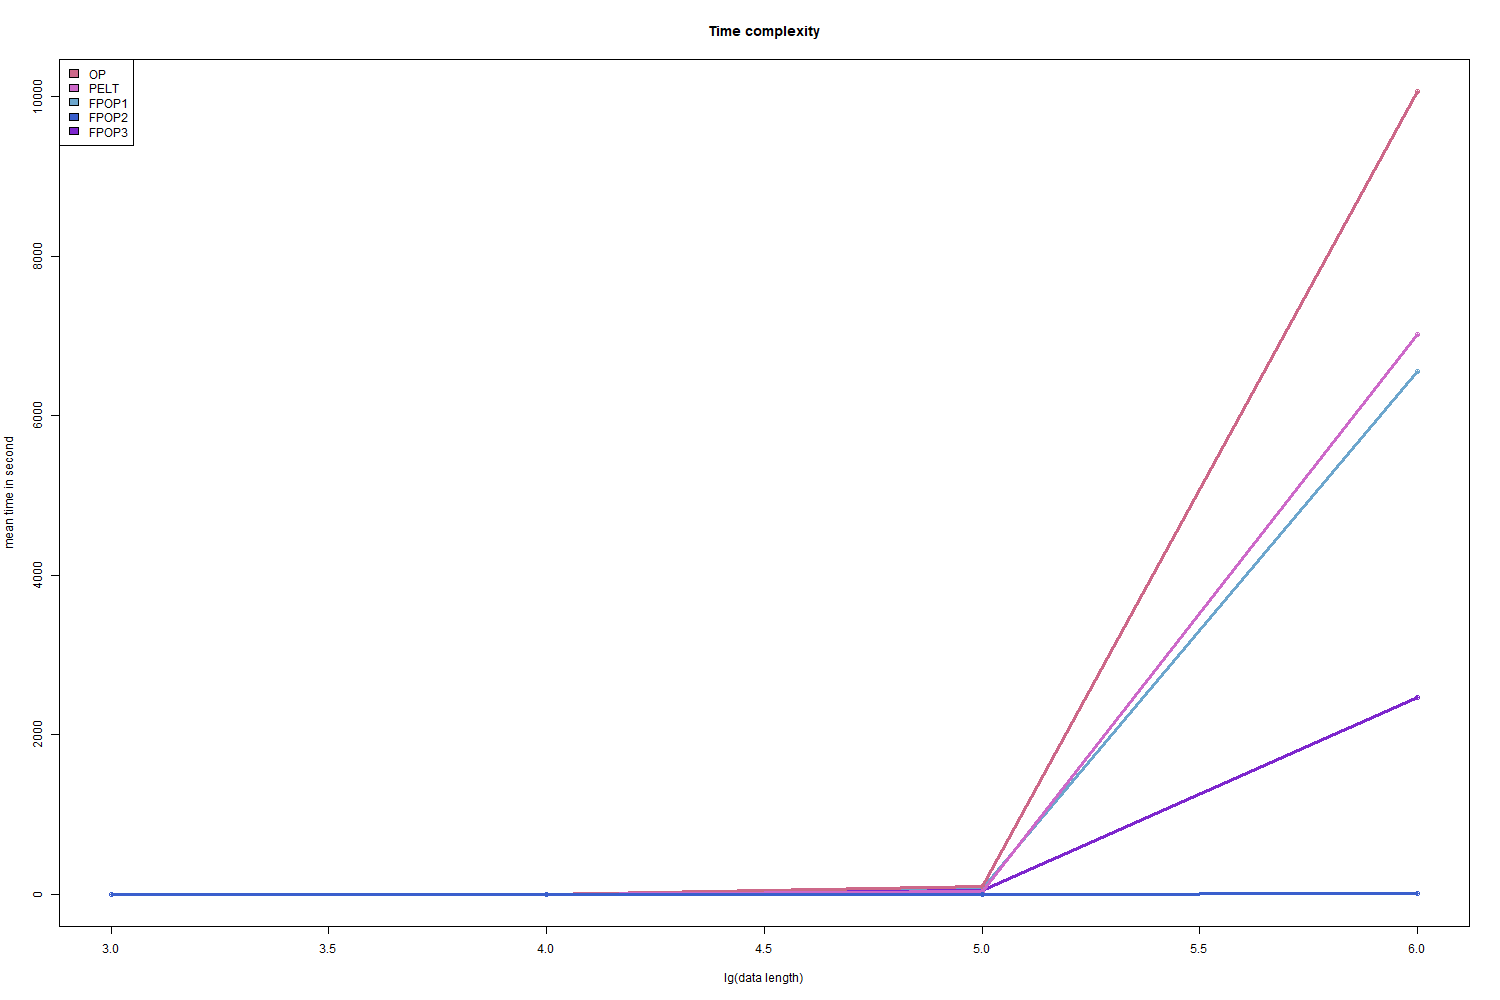 Time complexity
OP
PELT
FPOP1
FPOP2
FPOP3
10000
8000
6000
4000
2000
0
mean time in second
3.0
3.5
4.0
4.5
5.0
5.5
6.0
lg(data length)